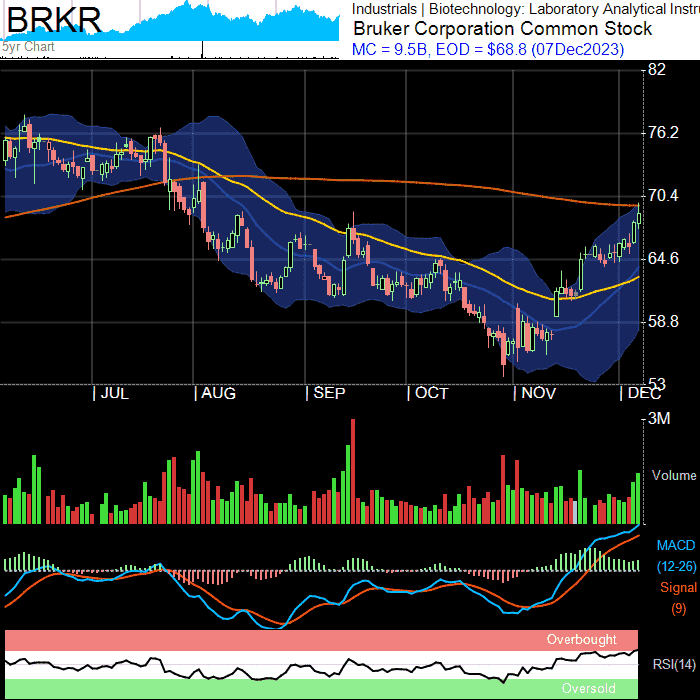 BRKR
5yr Chart
Industrials | Biotechnology: Laboratory Analytical Instr
Bruker Corporation Common Stock
MC = 9.5B, EOD = $68.8 (07Dec2023)
82
76.2
70.4
64.6
58.8
53
| JUL | AUG | SEP | OCT | NOV | DEC
3M
Volume
MACD
(12-26)
Signal
(9)
Overbought
RSI(14)
Oversold